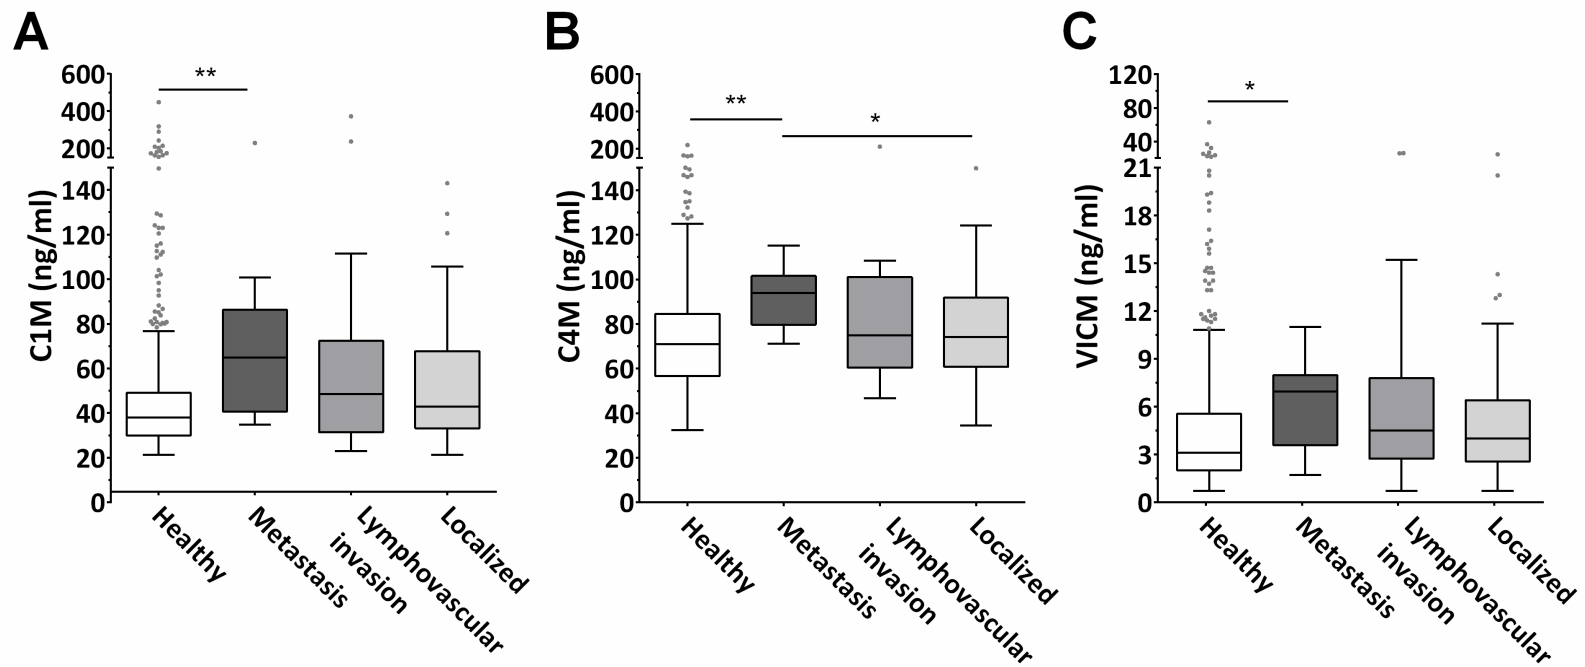 A
B
C
C1M (ng/ml)
600
400
200
140
120
100
80
60
40
20
0
**
Healthy
Metastasis
Lymphovascular
invasion
Localized
C4M (ng/ml)
600
400
200
140
120
100
80
60
40
20
0
**
*
Healthy
Metastasis
Lymphovascular
invasion
Localized
VICM (ng/ml)
120
80
40
21
18
15
12
9
6
3
0
*
Healthy
Metastasis
Lymphovascular
invasion
Localized